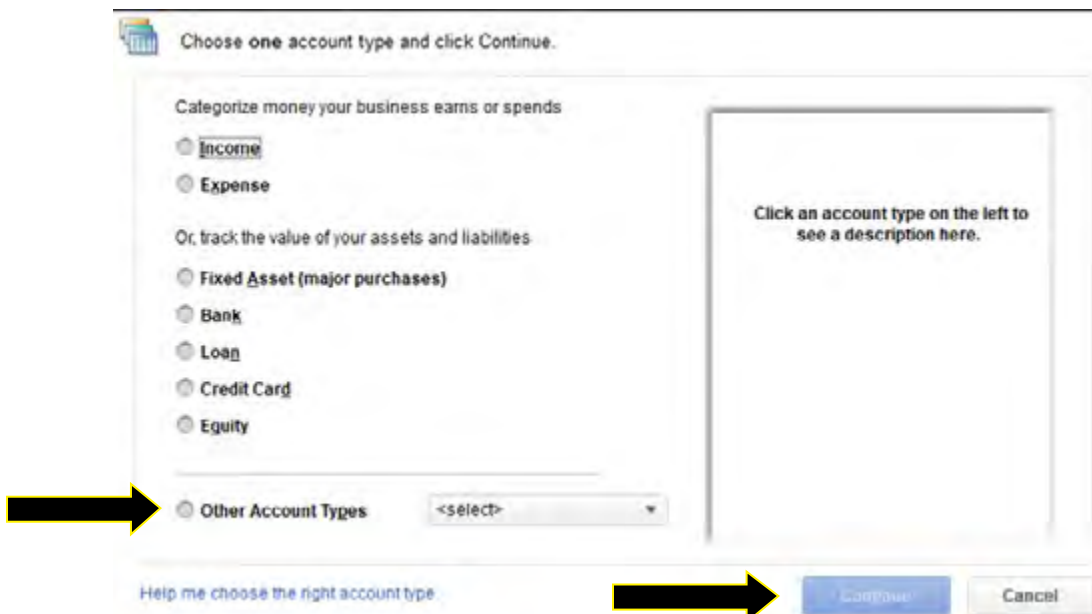 Choose one account type and click Continue.
Categorize money your business earns or spends
Income
Expense
Or, track the value of your assets and liabilities
Fixed Asset (major purchases)
Bank
Loan
Credit Card
Equity
Other Account Types <select>
Click an account type on the left to
see a description here.
Help me choose the right account type
Continue Cancel